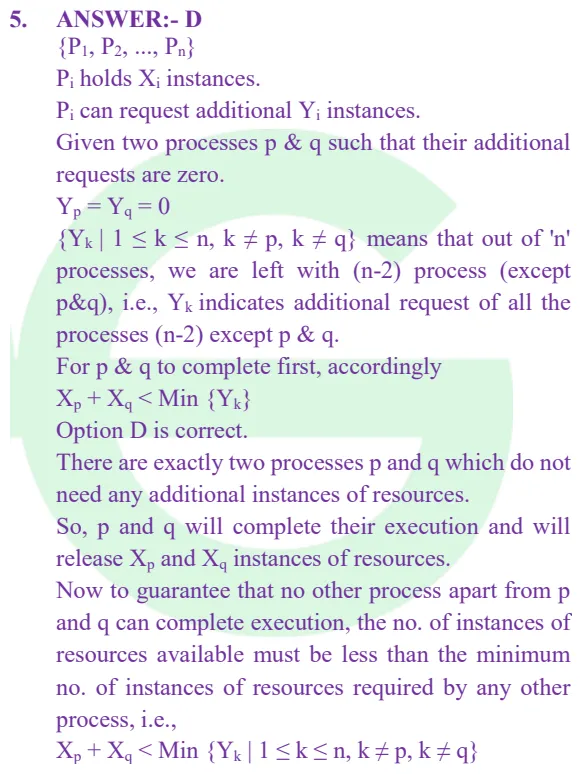 5. ANSWER:- D
{P₁, P₂, ..., Pₙ}
Pᵢ holds Xᵢ instances.
Pᵢ can request additional Yᵢ instances.
Given two processes p & q such that their additional
requests are zero.
Yₚ = Y_q = 0
{Yₖ | 1 ≤ k ≤ n, k ≠ p, k ≠ q} means that out of 'n'
processes, we are left with (n-2) process (except
p&q), i.e., Yₖ indicates additional request of all the
processes (n-2) except p & q.
For p & q to complete first, accordingly
Xₚ + X_q < Min {Yₖ}
Option D is correct.
There are exactly two processes p and q which do not
need any additional instances of resources.
So, p and q will complete their execution and will
release Xₚ and X_q instances of resources.
Now to guarantee that no other process apart from p
and q can complete execution, the no. of instances of
resources available must be less than the minimum
no. of instances of resources required by any other
process, i.e.,
Xₚ + X_q < Min {Yₖ | 1 ≤ k ≤ n, k ≠ p, k ≠ q}